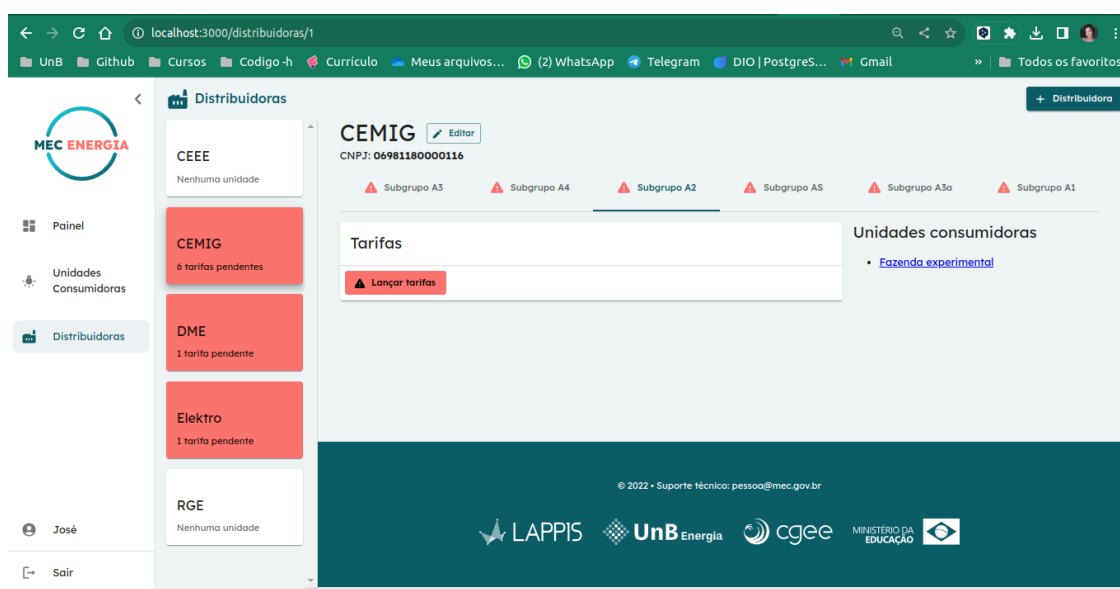 localhost:3000/distribuidoras/1
UnB Github Cursos Codigo-h Currículo Meus arquivos... (2) WhatsApp Telegram DIO | PostgreS... Gmail » Todos os favoritos
MEC ENERGIA
Painel
Unidades
Consumidoras
Distribuidoras
José
Sair
Distribuidoras
+ Distribuidora
CEEE
Nenhuma unidade
CEMIG
6 tarifas pendentes
DME
1 tarifa pendente
Elektro
1 tarifa pendente
RGE
Nenhuma unidade
CEMIG Editar
CNPJ: 06981180000116
Subgrupo A3 Subgrupo A4 Subgrupo A2 Subgrupo AS Subgrupo A3a Subgrupo A1
Tarifas
Lançar tarifas
Unidades consumidoras
• Fazenda experimental
© 2022 • Suporte técnico: pessoa@mec.gov.br
LAPPIS UnB Energia cgee MINISTÉRIO DA
EDUCAÇÃO